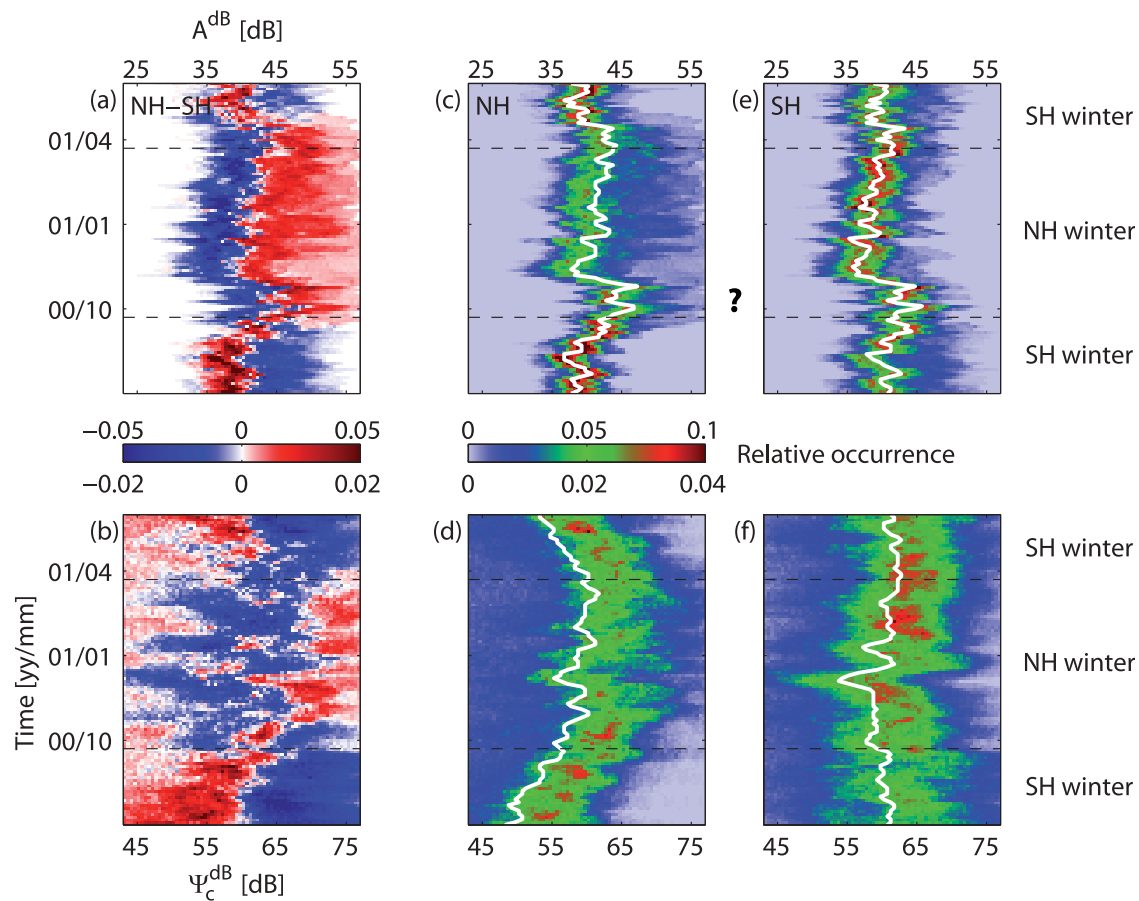 A^dB [dB]
25 35 45 55 25 35 45 55 25 35 45 55
(a) NH−SH (c) NH (e) SH
SH winter
01/04
01/01
NH winter
00/10
?
SH winter
−0.05 0 0.05 0 0.05 0.1
Relative occurrence
−0.02 0 0.02 0 0.02 0.04
(b) (d) (f)
SH winter
01/04
01/01
NH winter
00/10
SH winter
Time [yy/mm]
45 55 65 75 45 55 65 75 45 55 65 75
Ψ_c^dB [dB]